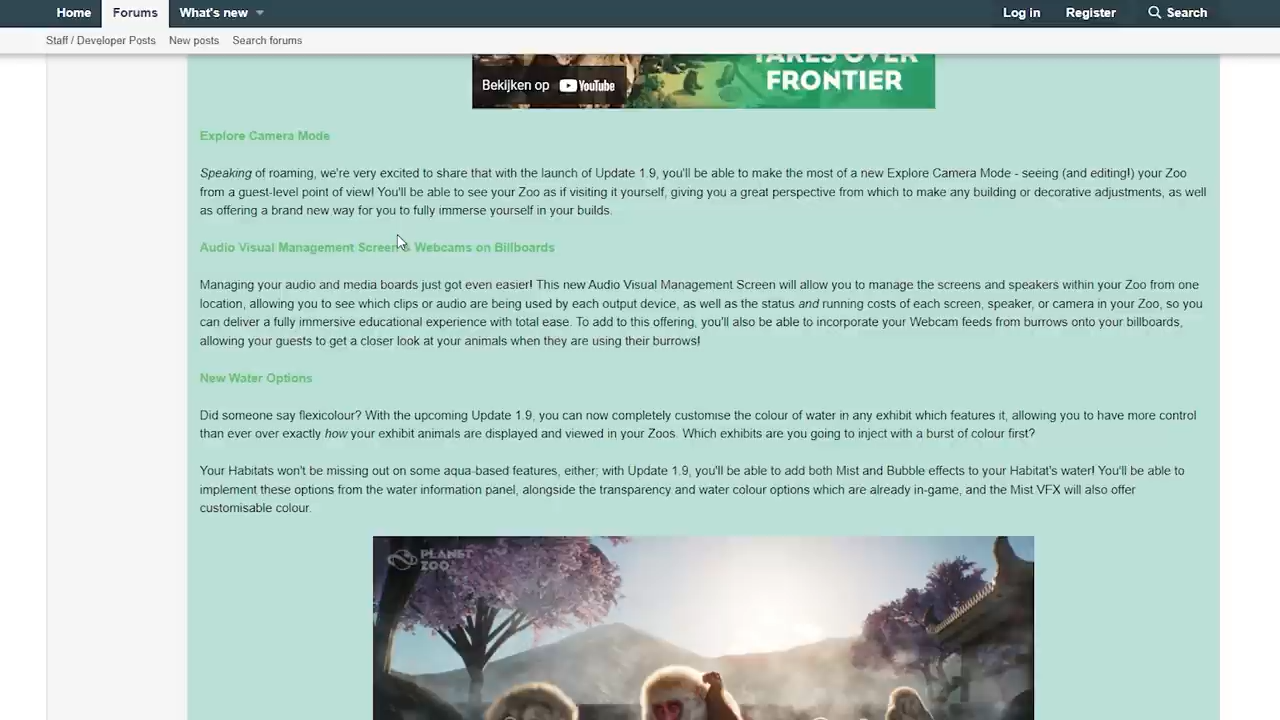 Home Forums What's new Log in Register Search
Staff / Developer Posts New posts Search forums
TAKES OVER
FRONTIER
Bekijken op YouTube
Explore Camera Mode
Speaking of roaming, we're very excited to share that with the launch of Update 1.9, you'll be able to make the most of a new Explore Camera Mode - seeing (and editing!) your Zoo
from a guest-level point of view! You'll be able to see your Zoo as if visiting it yourself, giving you a great perspective from which to make any building or decorative adjustments, as well
as offering a brand new way for you to fully immerse yourself in your builds.
Audio Visual Management Screen & Webcams on Billboards
Managing your audio and media boards just got even easier! This new Audio Visual Management Screen will allow you to manage the screens and speakers within your Zoo from one
location, allowing you to see which clips or audio are being used by each output device, as well as the status and running costs of each screen, speaker, or camera in your Zoo, so you
can deliver a fully immersive educational experience with total ease. To add to this offering, you'll also be able to incorporate your Webcam feeds from burrows onto your billboards,
allowing your guests to get a closer look at your animals when they are using their burrows!
New Water Options
Did someone say flexicolour? With the upcoming Update 1.9, you can now completely customise the colour of water in any exhibit which features it, allowing you to have more control
than ever over exactly how your exhibit animals are displayed and viewed in your Zoos. Which exhibits are you going to inject with a burst of colour first?
Your Habitats won't be missing out on some aqua-based features, either; with Update 1.9, you'll be able to add both Mist and Bubble effects to your Habitat's water! You'll be able to
implement these options from the water information panel, alongside the transparency and water colour options which are already in-game, and the Mist VFX will also offer
customisable colour.
PLANET
ZOO